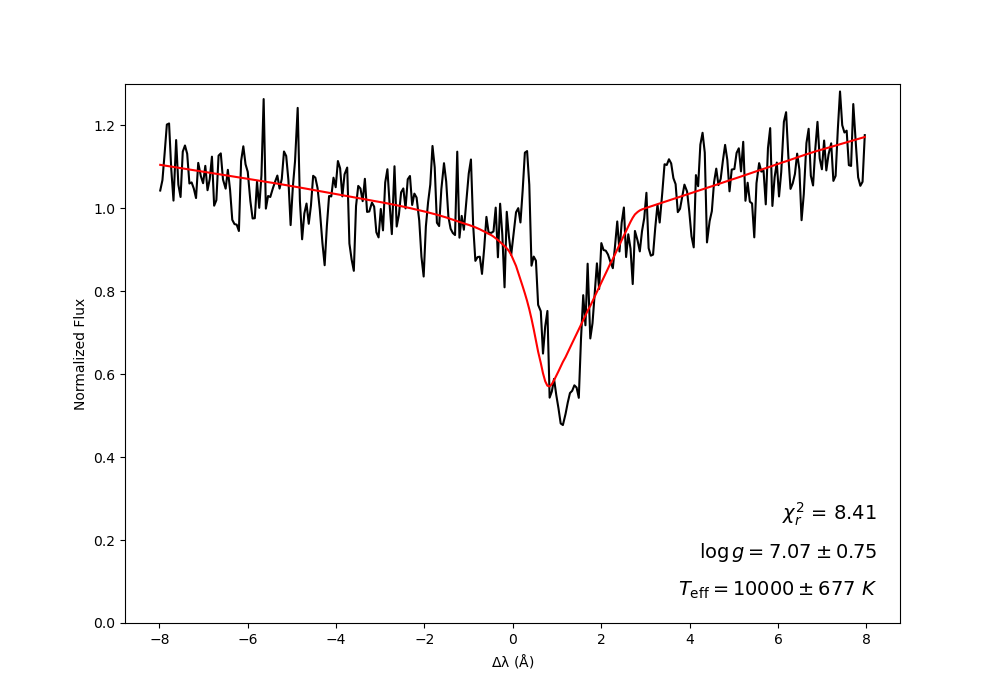 1.2
1.0
0.8
0.6
0.4
0.2
0.0
Normalized Flux
χ²ᵣ = 8.41
log g = 7.07 ± 0.75
T_eff = 10000 ± 677 K
−8 −6 −4 −2 0 2 4 6 8
Δλ (Å)